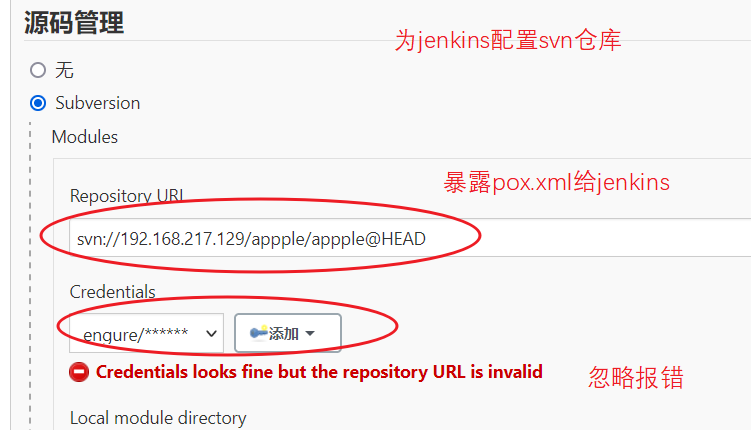 源码管理
为jenkins配置svn仓库
无
Subversion
Modules
暴露pox.xml给jenkins
Repository URL
svn://192.168.217.129/appple/appple@HEAD
Credentials
engure/******
添加
Credentials looks fine but the repository URL is invalid
忽略报错
Local module directory